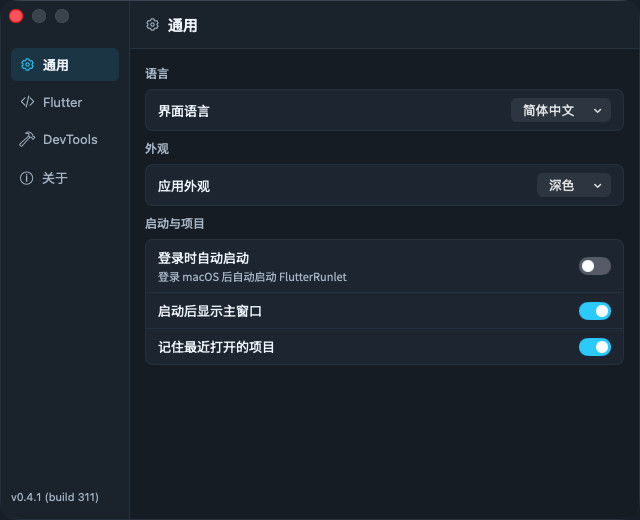 通用
Flutter
DevTools
关于
v0.4.1 (build 311)
通用
语言
界面语言 简体中文
外观
应用外观 深色
启动与项目
登录时自动启动
登录 macOS 后自动启动 FlutterRunlet
启动后显示主窗口
记住最近打开的项目